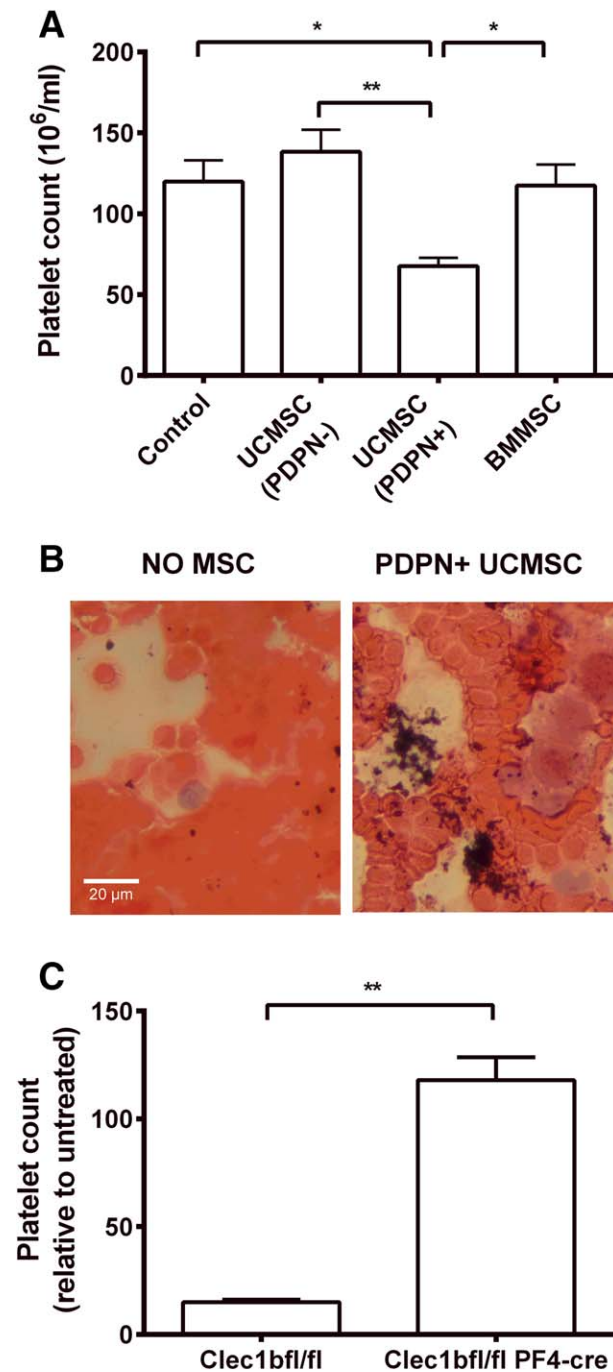 A
* *
**
Platelet count (10⁶/ml)
200
150
100
50
0
Control
UCMSC
(PDPN-)
UCMSC
(PDPN+)
BMMSC
B
NO MSC
PDPN+ UCMSC
20 µm
C
**
Platelet count
(relative to untreated)
150
100
50
0
Clec1bfl/fl
Clec1bfl/fl PF4-cre